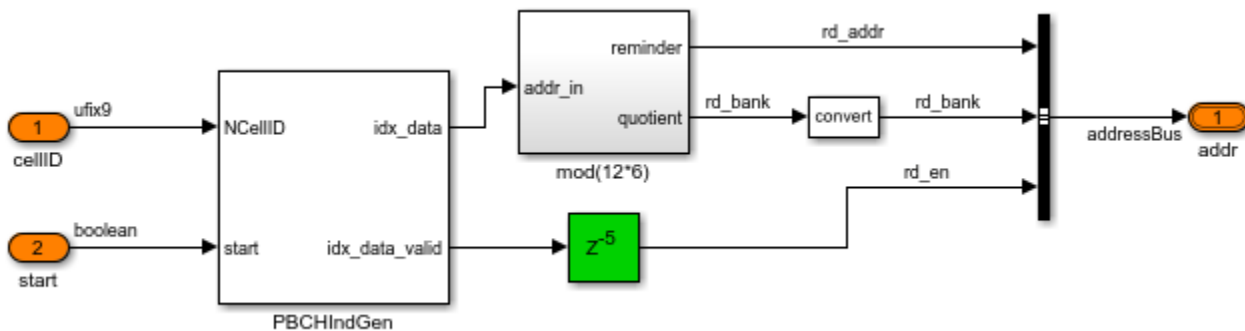 rd_addr
reminder
addr_in
rd_bank
rd_bank
quotient
convert
ufix9
1
NCellID
idx_data
addressBus
1
cellID
addr
mod(12*6)
rd_en
boolean
2
start
idx_data_valid
Z-5
start
PBCHIndGen